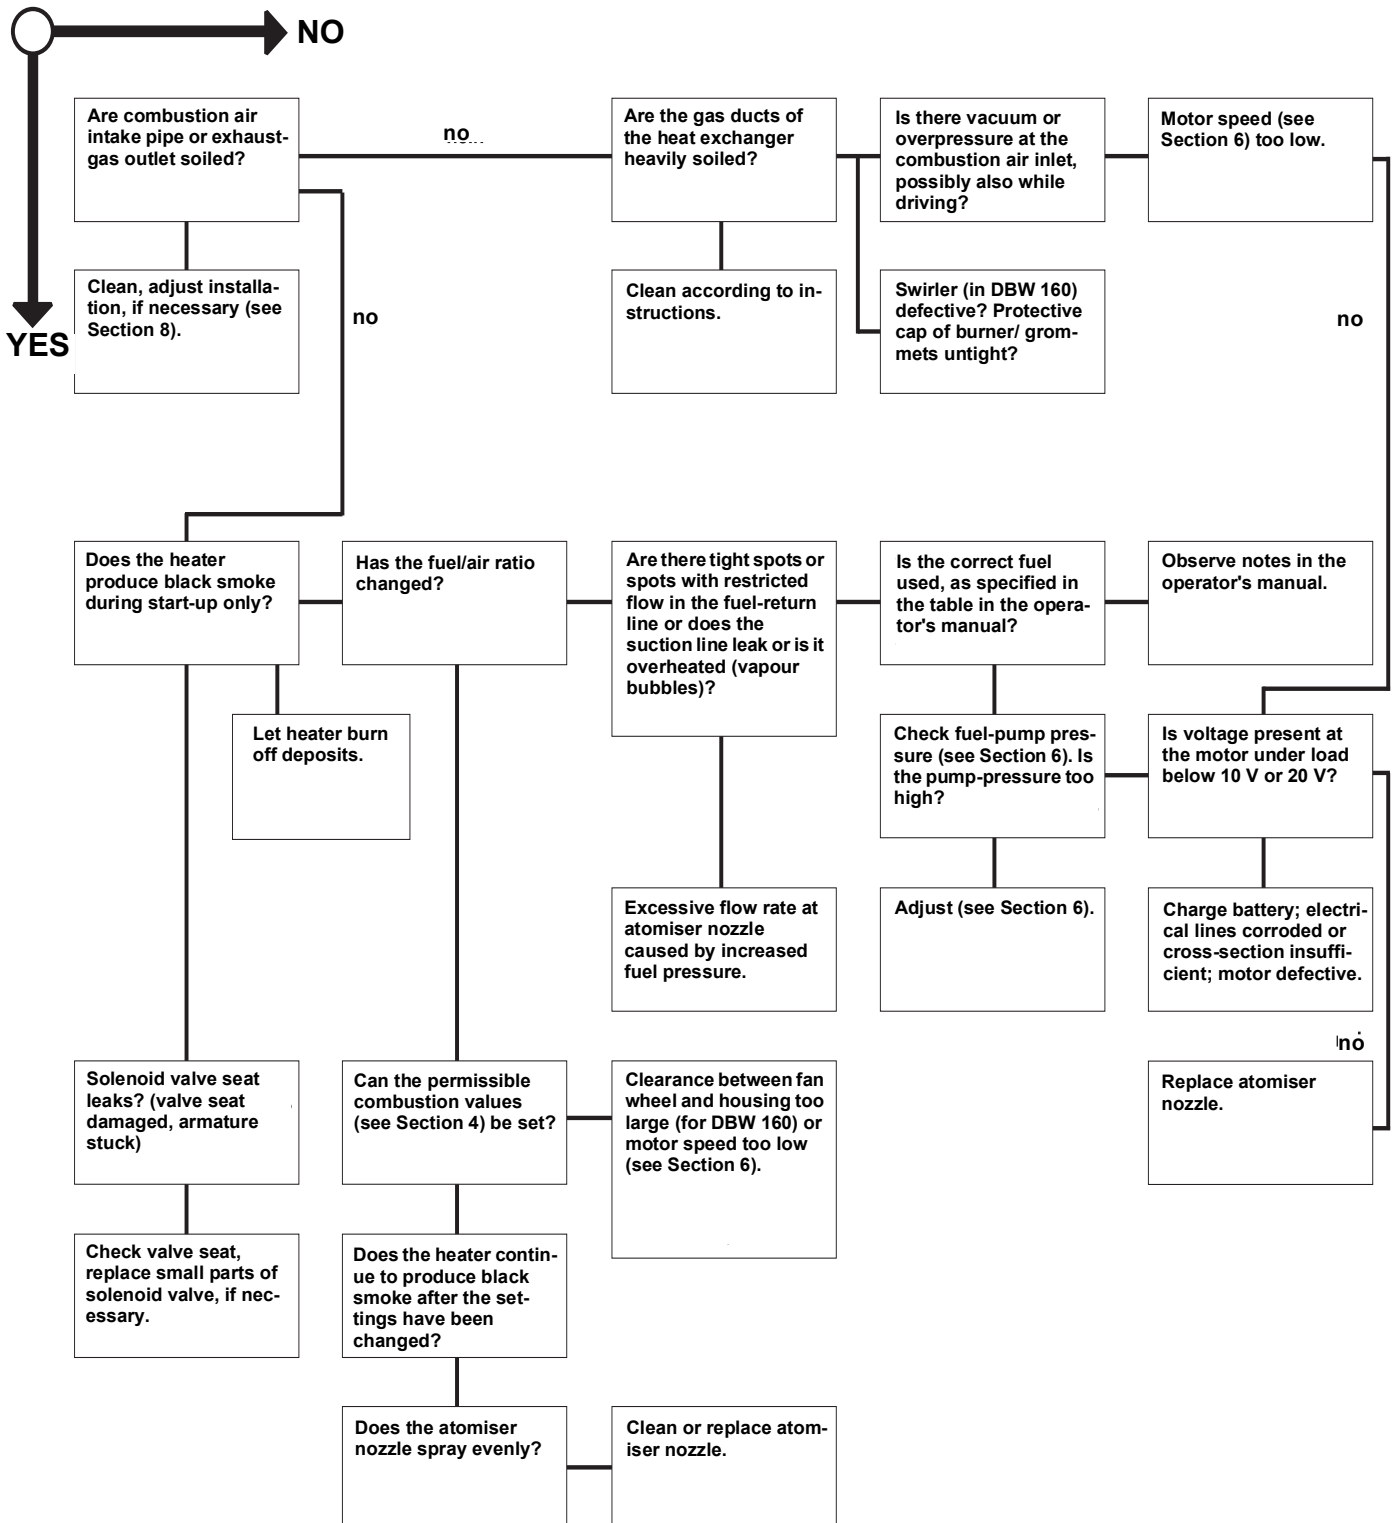 NO
YES
Are combustion air
intake pipe or exhaust-
gas outlet soiled?
no
Are the gas ducts of
the heat exchanger
heavily soiled?
Is there vacuum or
overpressure at the
combustion air inlet,
possibly also while
driving?
Motor speed (see
Section 6) too low.
Clean, adjust installa-
tion, if necessary (see
Section 8).
no
Clean according to in-
structions.
Swirler (in DBW 160)
defective? Protective
cap of burner/ grom-
mets untight?
no
Does the heater
produce black smoke
during start-up only?
Has the fuel/air ratio
changed?
Are there tight spots or
spots with restricted
flow in the fuel-return
line or does the
suction line leak or is it
overheated (vapour
bubbles)?
Is the correct fuel
used, as specified in
the table in the opera-
tor's manual?
Observe notes in the
operator's manual.
Let heater burn
off deposits.
Check fuel-pump pres-
sure (see Section 6). Is
the pump-pressure too
high?
Is voltage present at
the motor under load
below 10 V or 20 V?
Excessive flow rate at
atomiser nozzle
caused by increased
fuel pressure.
Adjust (see Section 6).
Charge battery; electri-
cal lines corroded or
cross-section insuffi-
cient; motor defective.
no
Solenoid valve seat
leaks? (valve seat
damaged, armature
stuck)
Can the permissible
combustion values
(see Section 4) be set?
Clearance between fan
wheel and housing too
large (for DBW 160) or
motor speed too low
(see Section 6).
Replace atomiser
nozzle.
Check valve seat,
replace small parts of
solenoid valve, if nec-
essary.
Does the heater contin-
ue to produce black
smoke after the set-
tings have been
changed?
Does the atomiser
nozzle spray evenly?
Clean or replace atom-
iser nozzle.